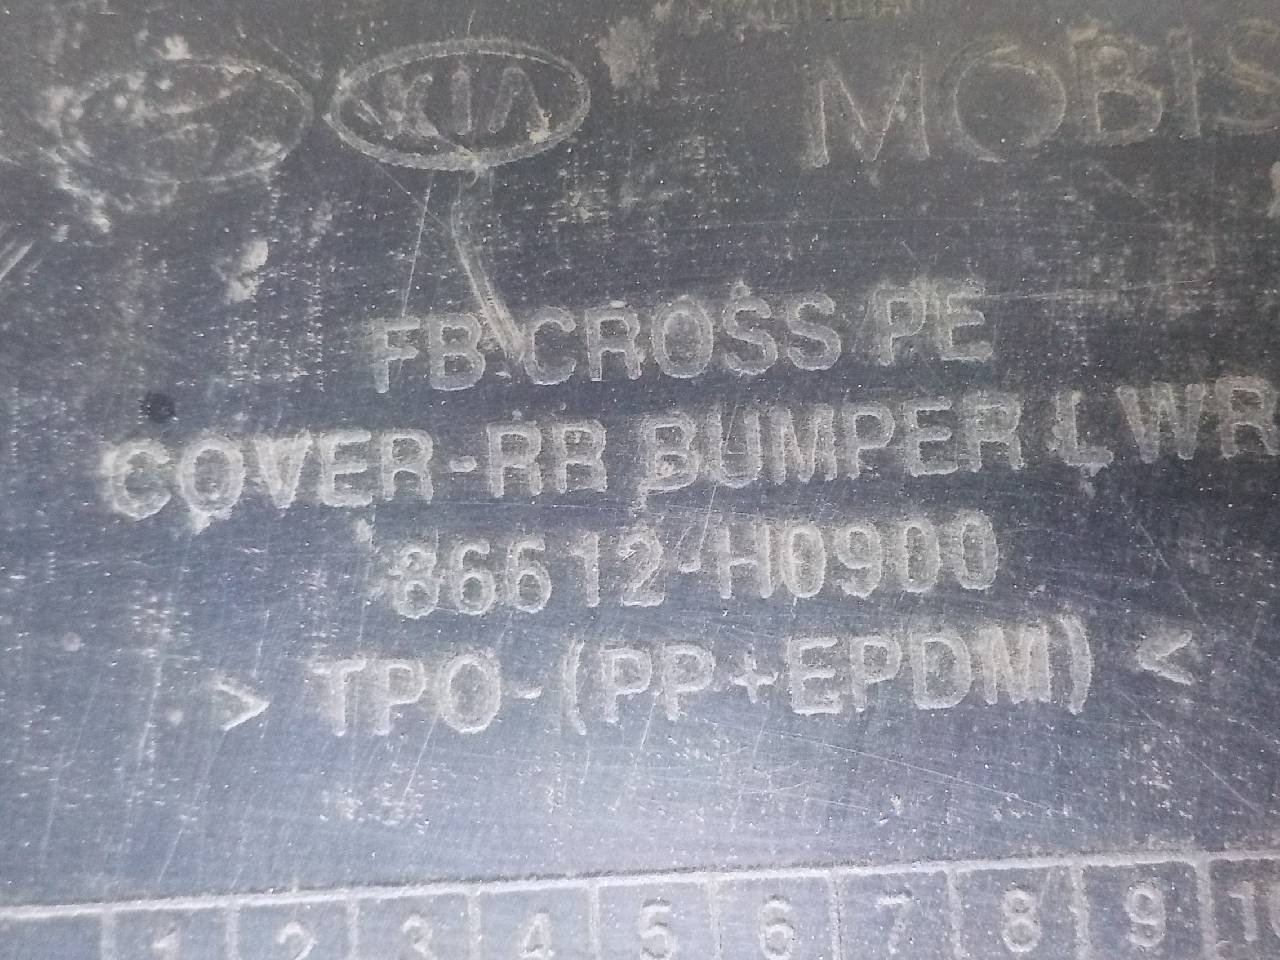 KIA MOBIS
FB CROSS PE
COVER-RR BUMPER LWR
86612-H0900
> TPO-(PP+EPDM) <
1 2 3 4 5 6 7 8 9 10